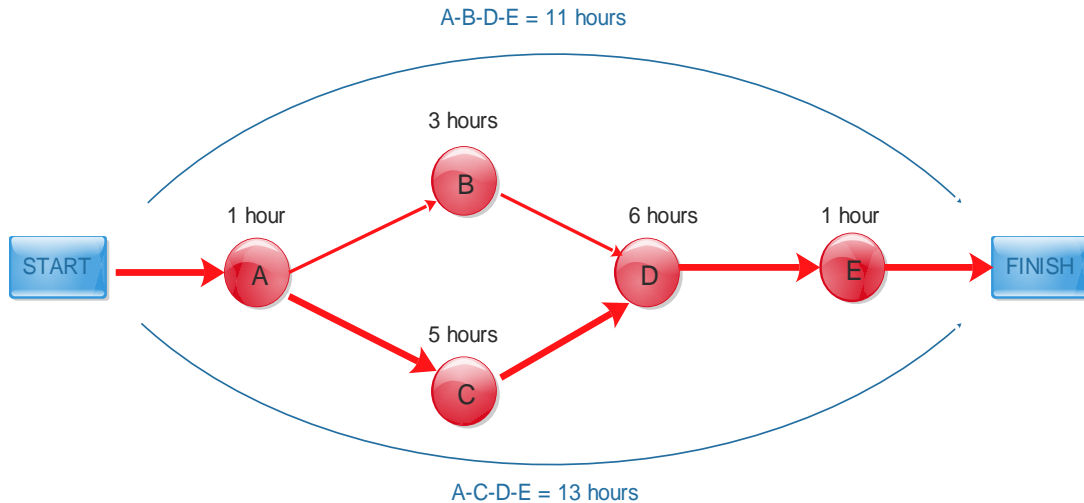 A-B-D-E = 11 hours
3 hours
B
1 hour
6 hours
1 hour
START
A
D
E
FINISH
5 hours
C
A-C-D-E = 13 hours